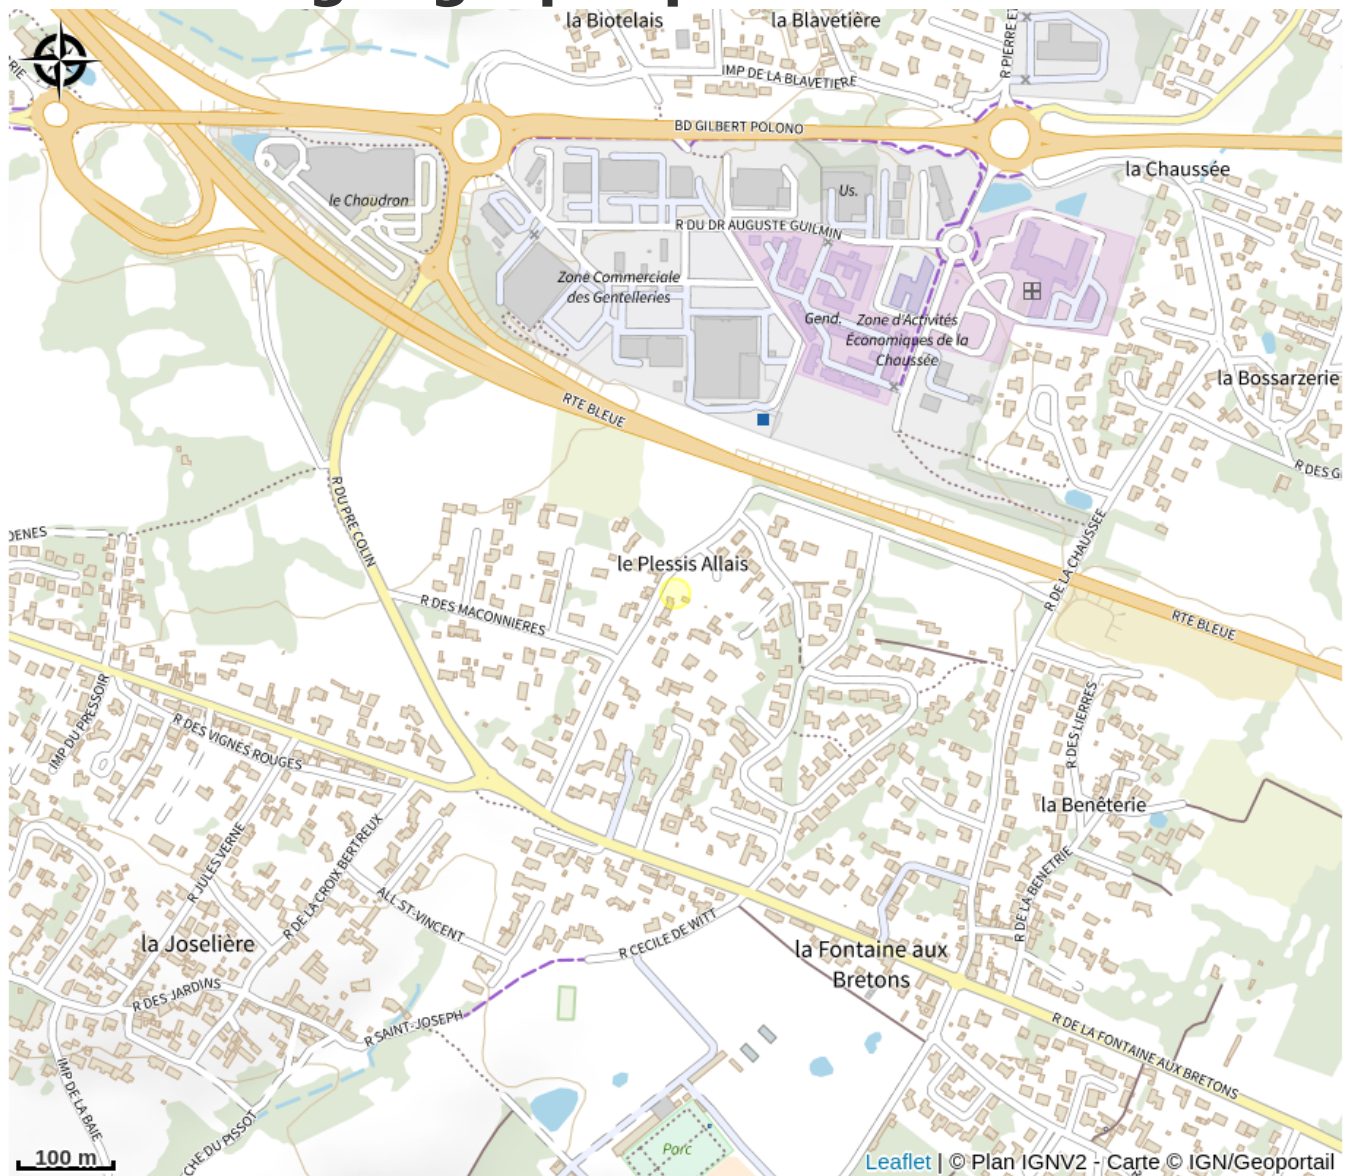 la Biotelais
la Blavetière
R PIERRE
IMP DE LA BLAVETIERE
BD GILBERT POLONO
la Chaussée
le Chaudron
Us.
R DU DR AUGUSTE GUILMIN
Zone Commerciale
des Gentelleries
Gend.
Zone d'Activités
Économiques de la
Chaussée
la Bossarzerie
RTE BLEUE
R DES G
R DU PRE COLIN
R DE LA CHAUSSEE
le Plessis Allais
R DES MACONNIERES
RTE BLEUE
IMP DU PRESSOIR
R DES VIGNES ROUGES
R DES LIERRES
la Benêterie
R JULES VERNE
R DE LA CROIX BERTREUX
ALL ST-VINCENT
R DE LA BENETRIE
la Joselière
R CECILE DE WITT
la Fontaine aux
Bretons
R DES JARDINS
R SAINT-JOSEPH
R DE LA FONTAINE AUX BRETONS
IMP DE LA BAIE
CHE DU PISSOT
Parc
100 m
Leaflet | © Plan IGNV2 - Carte © IGN/Geoportail